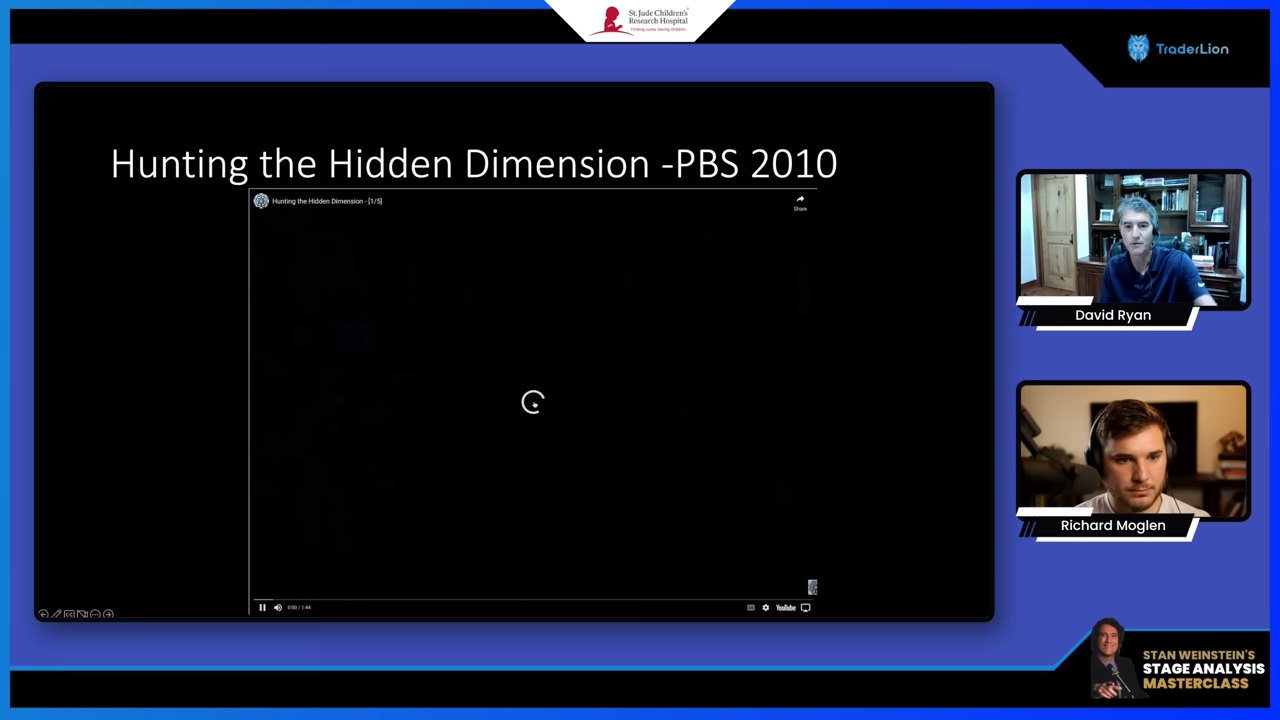 St. Jude Children's
Research Hospital
Finding cures. Saving children.
TraderLion
Hunting the Hidden Dimension -PBS 2010
Hunting the Hidden Dimension - [1/5]
Share
0:00 / 1:44
YouTube
David Ryan
Richard Moglen
STAN WEINSTEIN'S
STAGE ANALYSIS
MASTERCLASS